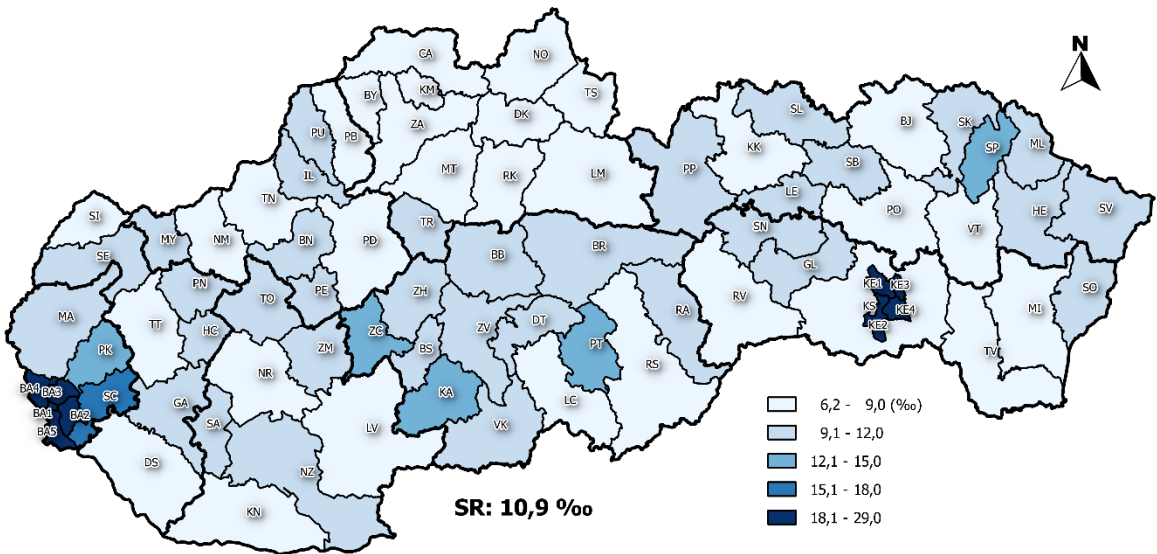 N
CA
NO
BY
KM
TS
ZA
DK
PU
PB
IL
MT
RK
LM
SL
BJ
SK
SP
ML
KK
PP
SB
LE
HE
SV
PO
VT
TN
SI
MY
NM
BN
PD
TR
SE
BB
BR
SN
GL
RV
PN
TO
PE
ZH
MA
TT
HC
ZM
ZC
BS
ZV
DT
PT
RA
RS
PK
NR
KA
LC
VK
LV
BA4
BA3
BA1
BA2
BA5
SC
GA
SA
NZ
DS
KN
KE1
KE3
KS
KE4
KE2
MI
SO
TV
6,2 - 9,0 (‰)
9,1 - 12,0
12,1 - 15,0
15,1 - 18,0
18,1 - 29,0
SR: 10,9 ‰